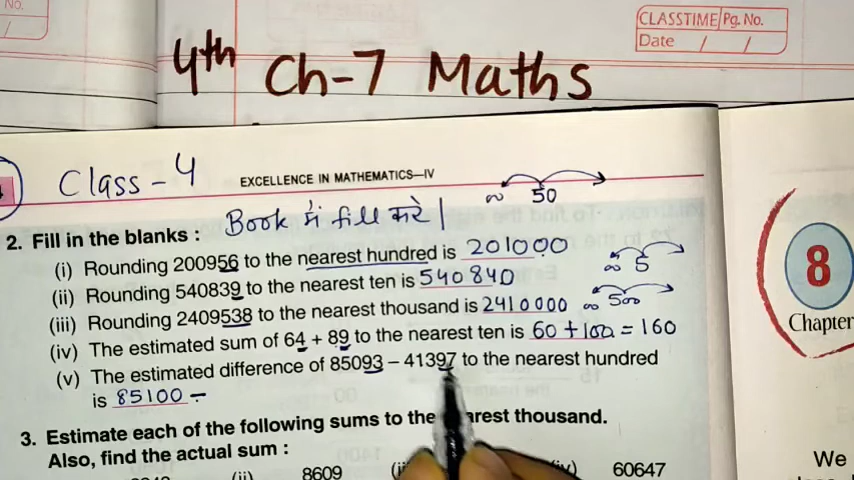 No.
/
CLASSTIME Pg. No.
Date / /
4th Ch-7 Maths
Class-4 EXCELLENCE IN MATHEMATICS—IV
50
Book में fill करे |
2. Fill in the blanks :
(i) Rounding 200956 to the nearest hundred is 201000
5
(ii) Rounding 540839 to the nearest ten is 540840
500
(iii) Rounding 2409538 to the nearest thousand is 2410000
(iv) The estimated sum of 64 + 89 to the nearest ten is 60 + 100 = 160
(v) The estimated difference of 85093 – 41397 to the nearest hundred
is 85100 –
3. Estimate each of the following sums to the nearest thousand.
Also, find the actual sum :
(ii) 8609
60647
8
Chapter
We